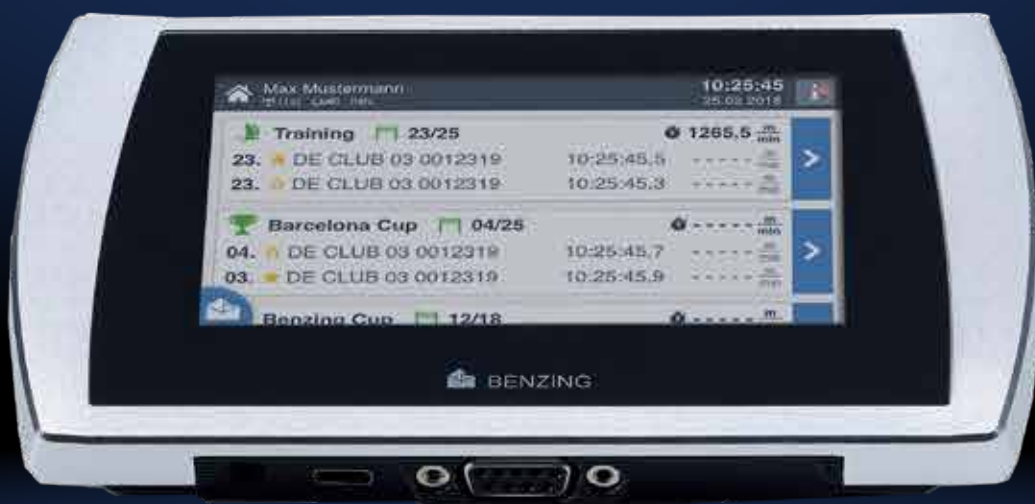 Max Mustermann 10:25:45
25.03.2018
Training 23/25 1265.5 m/min
23. DE CLUB 03 0012319 10:25:45.5 - - - - -
23. DE CLUB 03 0012319 10:25:45.3 - - - - -
Barcelona Cup 04/25 - - - - - m/min
04. DE CLUB 03 0012319 10:25:45.7 - - - - -
03. DE CLUB 03 0012319 10:25:45.9 - - - - -
Benzing Cup 12/18 - - - - - m
BENZING